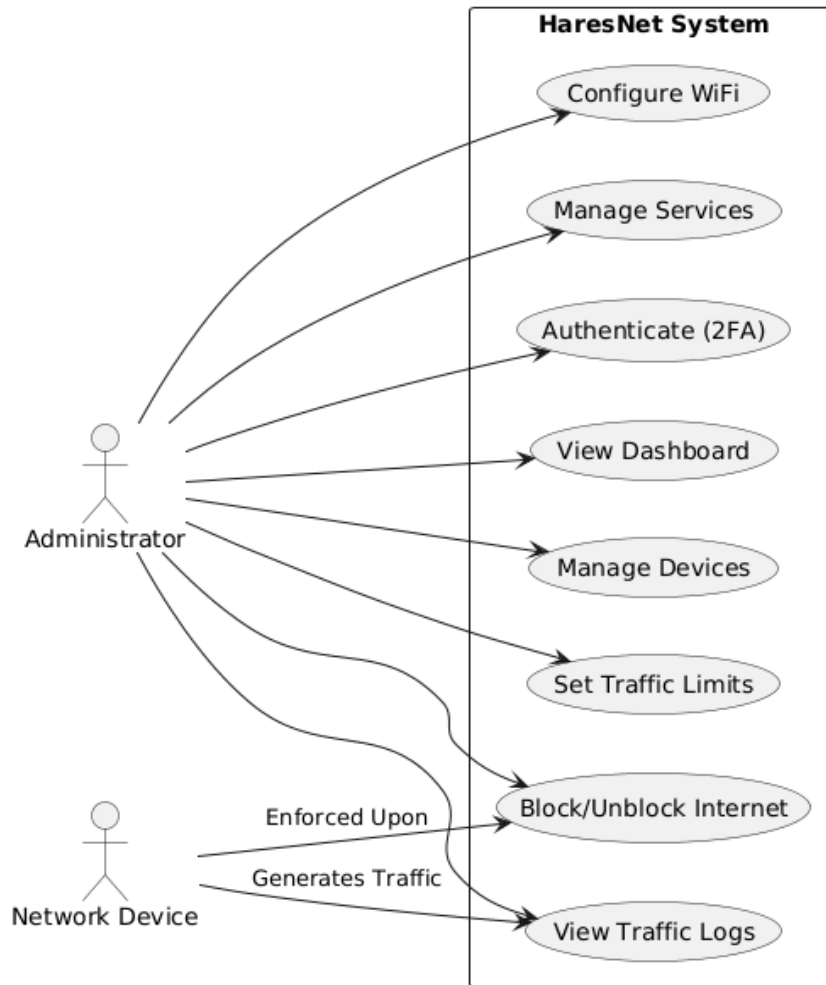 HaresNet System
Configure WiFi
Manage Services
Authenticate (2FA)
View Dashboard
Administrator
Manage Devices
Set Traffic Limits
Block/Unblock Internet
Enforced Upon
Generates Traffic
Network Device
View Traffic Logs